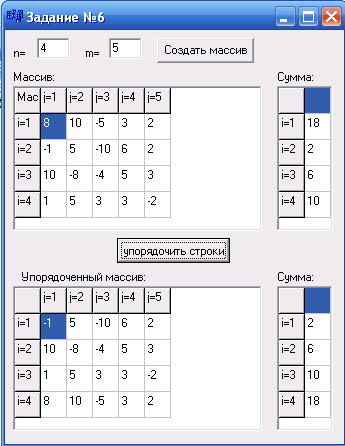 Задание №6
n= 4 m= 5 Создать массив
Массив: Сумма:
Мас j=1 j=2 j=3 j=4 j=5
i=1 8 10 -5 3 2 i=1 18
i=2 -1 5 -10 6 2 i=2 2
i=3 10 -8 -4 5 3 i=3 6
i=4 1 5 3 3 -2 i=4 10
упорядочить строки
Упорядоченный массив: Сумма:
j=1 j=2 j=3 j=4 j=5
i=1 -1 5 -10 6 2 i=1 2
i=2 10 -8 -4 5 3 i=2 6
i=3 1 5 3 3 -2 i=3 10
i=4 8 10 -5 3 2 i=4 18